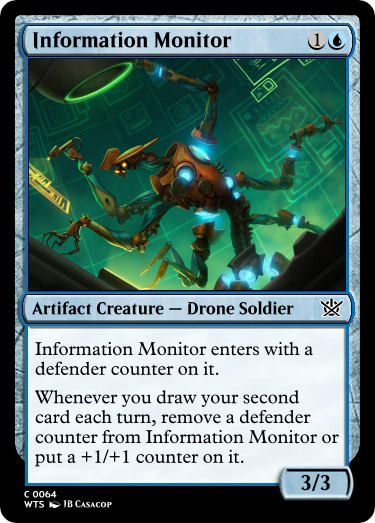 Information Monitor 1
Artifact Creature — Drone Soldier
Information Monitor enters with a
defender counter on it.
Whenever you draw your second
card each turn, remove a defender
counter from Information Monitor or
put a +1/+1 counter on it.
3/3
C 0064
WTS JB Casacop